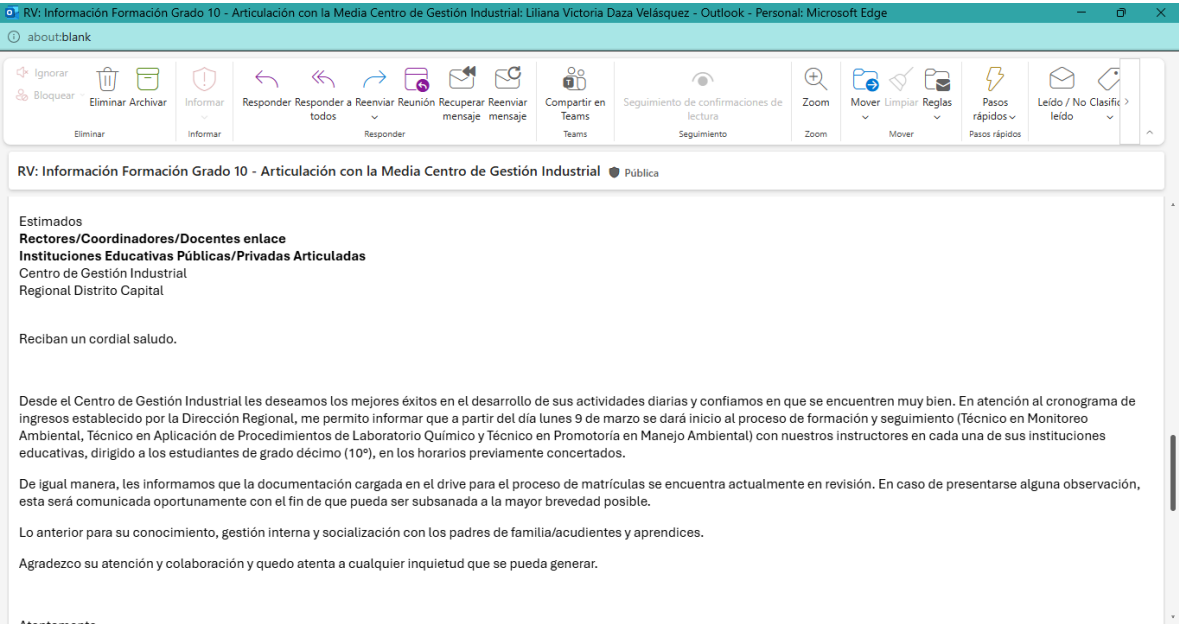 RV: Información Formación Grado 10 - Articulación con la Media Centro de Gestión Industrial: Liliana Victoria Daza Velásquez - Outlook - Personal: Microsoft Edge
about:blank
Ignorar
Bloquear
Eliminar Archivar
Eliminar
Informar
Informar
Responder Responder a todos Reenviar Reunión Recuperar mensaje Reenviar mensaje
Responder
Compartir en Teams
Teams
Seguimiento de confirmaciones de lectura
Seguimiento
Zoom
Zoom
Mover Limpiar Reglas
Mover
Pasos rápidos
Pasos rápidos
Leído / No leído Clasific
RV: Información Formación Grado 10 - Articulación con la Media Centro de Gestión Industrial Pública
Estimados
Rectores/Coordinadores/Docentes enlace
Instituciones Educativas Públicas/Privadas Articuladas
Centro de Gestión Industrial
Regional Distrito Capital
Reciban un cordial saludo.
Desde el Centro de Gestión Industrial les deseamos los mejores éxitos en el desarrollo de sus actividades diarias y confiamos en que se encuentren muy bien. En atención al cronograma de
ingresos establecido por la Dirección Regional, me permito informar que a partir del día lunes 9 de marzo se dará inicio al proceso de formación y seguimiento (Técnico en Monitoreo
Ambiental, Técnico en Aplicación de Procedimientos de Laboratorio Químico y Técnico en Promotoría en Manejo Ambiental) con nuestros instructores en cada una de sus instituciones
educativas, dirigido a los estudiantes de grado décimo (10°), en los horarios previamente concertados.
De igual manera, les informamos que la documentación cargada en el drive para el proceso de matrículas se encuentra actualmente en revisión. En caso de presentarse alguna observación,
esta será comunicada oportunamente con el fin de que pueda ser subsanada a la mayor brevedad posible.
Lo anterior para su conocimiento, gestión interna y socialización con los padres de familia/acudientes y aprendices.
Agradezco su atención y colaboración y quedo atenta a cualquier inquietud que se pueda generar.